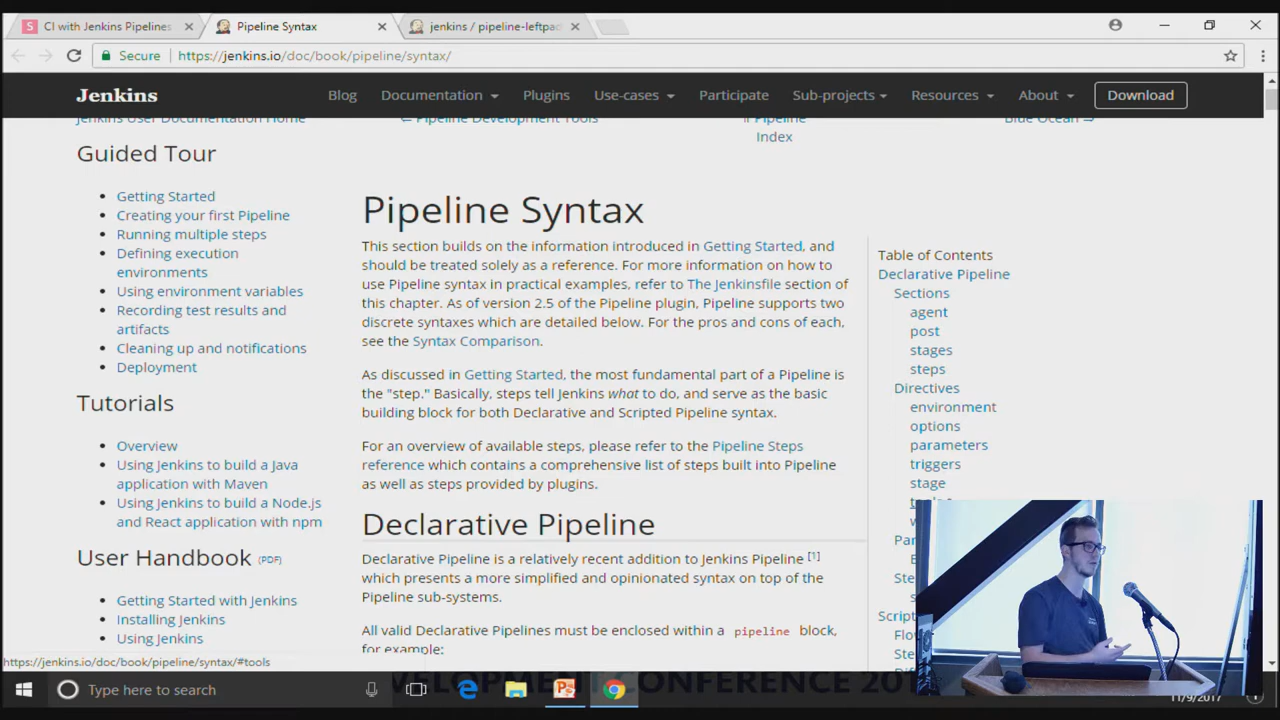 CI with Jenkins Pipelines
Pipeline Syntax
jenkins / pipeline-leftpac
Secure
https://jenkins.io/doc/book/pipeline/syntax/
Jenkins
Blog
Documentation
Plugins
Use-cases
Participate
Sub-projects
Resources
About
Download
Jenkins User Documentation Home
← Pipeline Development Tools
⇑ Pipeline
Index
Blue Ocean →
Guided Tour
Getting Started
Creating your first Pipeline
Running multiple steps
Defining execution
environments
Using environment variables
Recording test results and
artifacts
Cleaning up and notifications
Deployment
Tutorials
Overview
Using Jenkins to build a Java
application with Maven
Using Jenkins to build a Node.js
and React application with npm
User Handbook (PDF)
Getting Started with Jenkins
Installing Jenkins
Using Jenkins
Pipeline Syntax
This section builds on the information introduced in Getting Started, and
should be treated solely as a reference. For more information on how to
use Pipeline syntax in practical examples, refer to The Jenkinsfile section of
this chapter. As of version 2.5 of the Pipeline plugin, Pipeline supports two
discrete syntaxes which are detailed below. For the pros and cons of each,
see the Syntax Comparison.
As discussed in Getting Started, the most fundamental part of a Pipeline is
the "step." Basically, steps tell Jenkins what to do, and serve as the basic
building block for both Declarative and Scripted Pipeline syntax.
For an overview of available steps, please refer to the Pipeline Steps
reference which contains a comprehensive list of steps built into Pipeline
as well as steps provided by plugins.
Declarative Pipeline
Declarative Pipeline is a relatively recent addition to Jenkins Pipeline [1]
which presents a more simplified and opinionated syntax on top of the
Pipeline sub-systems.
All valid Declarative Pipelines must be enclosed within a pipeline block,
for example:
Table of Contents
Declarative Pipeline
Sections
agent
post
stages
steps
Directives
environment
options
parameters
triggers
stage
https://jenkins.io/doc/book/pipeline/syntax/#tools
Type here to search
11/9/2017